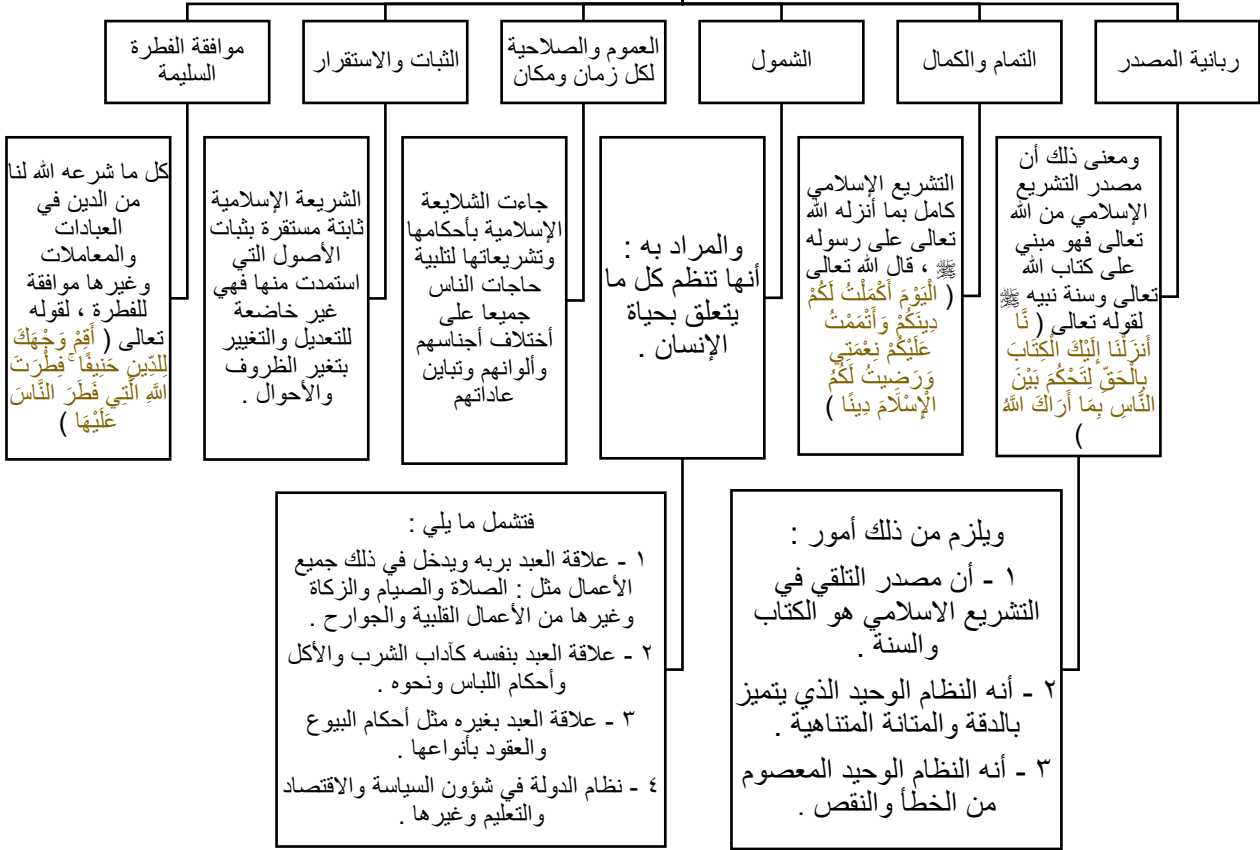 ربانية المصدر
التمام والكمال
الشمول
العموم والصلاحية
لكل زمان ومكان
الثبات والاستقرار
موافقة الفطرة
السليمة
ومعنى ذلك أن
مصدر التشريع
الإسلامي من الله
تعالى فهو مبني
على كتاب الله
تعالى وسنة نبيه ﷺ
لقوله تعالى ( نَّا
أَنزَلْنَا إِلَيْكَ الْكِتَابَ
بِالْحَقِّ لِتَحْكُمَ بَيْنَ
النَّاسِ بِمَا أَرَاكَ اللَّهُ
)
التشريع الإسلامي
كامل بما أنزله الله
تعالى على رسوله
ﷺ ، قال الله تعالى
( الْيَوْمَ أَكْمَلْتُ لَكُمْ
دِينَكُمْ وَأَتْمَمْتُ
عَلَيْكُمْ نِعْمَتِي
وَرَضِيتُ لَكُمُ
الْإِسْلَامَ دِينًا )
والمراد به :
أنها تنظم كل ما
يتعلق بحياة
الإنسان .
جاءت الشلايعة
الإسلامية بأحكامها
وتشريعاتها لتلبية
حاجات الناس
جميعا على
أختلاف أجناسهم
وألوانهم وتباين
عاداتهم
الشريعة الإسلامية
ثابتة مستقرة بثبات
الأصول التي
استمدت منها فهي
غير خاضعة
للتعديل والتغيير
بتغير الظروف
والأحوال .
كل ما شرعه الله لنا
من الدين في
العبادات
والمعاملات
وغيرها موافقة
للفطرة ، لقوله
تعالى ( أَقِمْ وَجْهَكَ
لِلدِّينِ حَنِيفًا ۚ فِطْرَتَ
اللَّهِ الَّتِي فَطَرَ النَّاسَ
عَلَيْهَا )
ويلزم من ذلك أمور :
١ - أن مصدر التلقي في
التشريع الاسلامي هو الكتاب
والسنة .
٢ - أنه النظام الوحيد الذي يتميز
بالدقة والمتانة المتناهية .
٣ - أنه النظام الوحيد المعصوم
من الخطأ والنقص .
فتشمل ما يلي :
١ - علاقة العبد بربه ويدخل في ذلك جميع
الأعمال مثل : الصلاة والصيام والزكاة
وغيرها من الأعمال القلبية والجوارح .
٢ - علاقة العبد بنفسه كآداب الشرب والأكل
وأحكام اللباس ونحوه .
٣ - علاقة العبد بغيره مثل أحكام البيوع
والعقود بأنواعها .
٤ - نظام الدولة في شؤون السياسة والاقتصاد
والتعليم وغيرها .